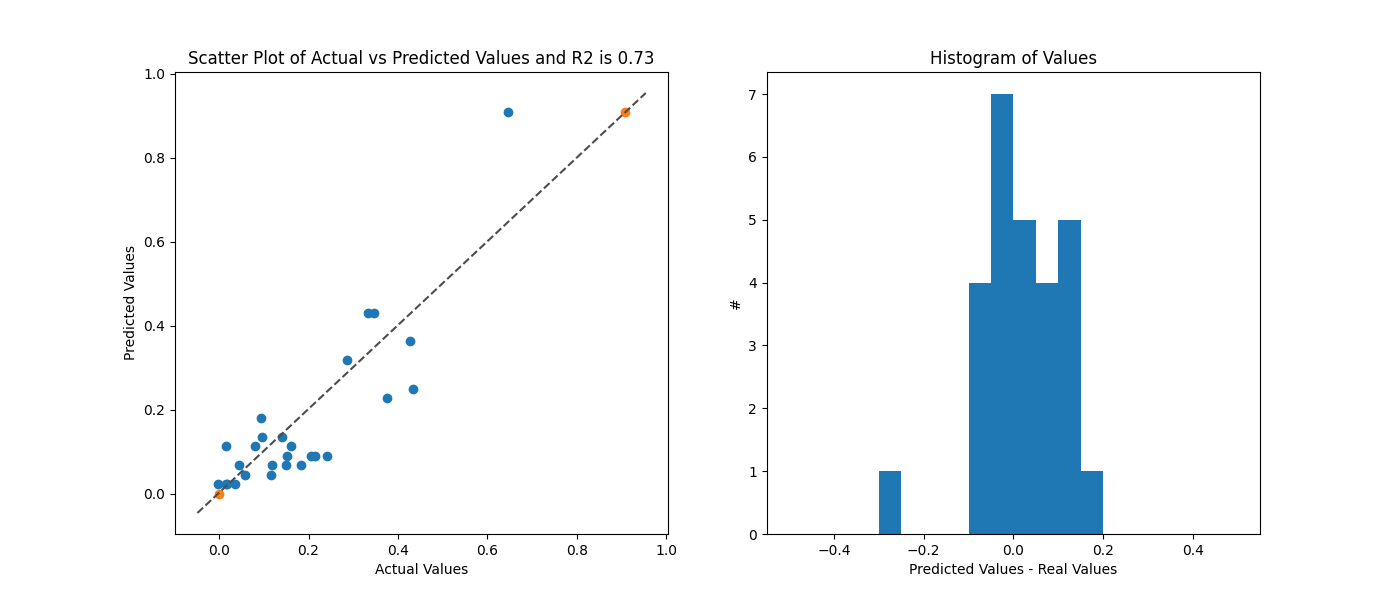 Scatter Plot of Actual vs Predicted Values and R2 is 0.73
1.0
0.8
0.6
0.4
0.2
0.0
Predicted Values
0.0 0.2 0.4 0.6 0.8 1.0
Actual Values
Histogram of Values
7
6
5
4
3
2
1
0
#
−0.4 −0.2 0.0 0.2 0.4
Predicted Values - Real Values